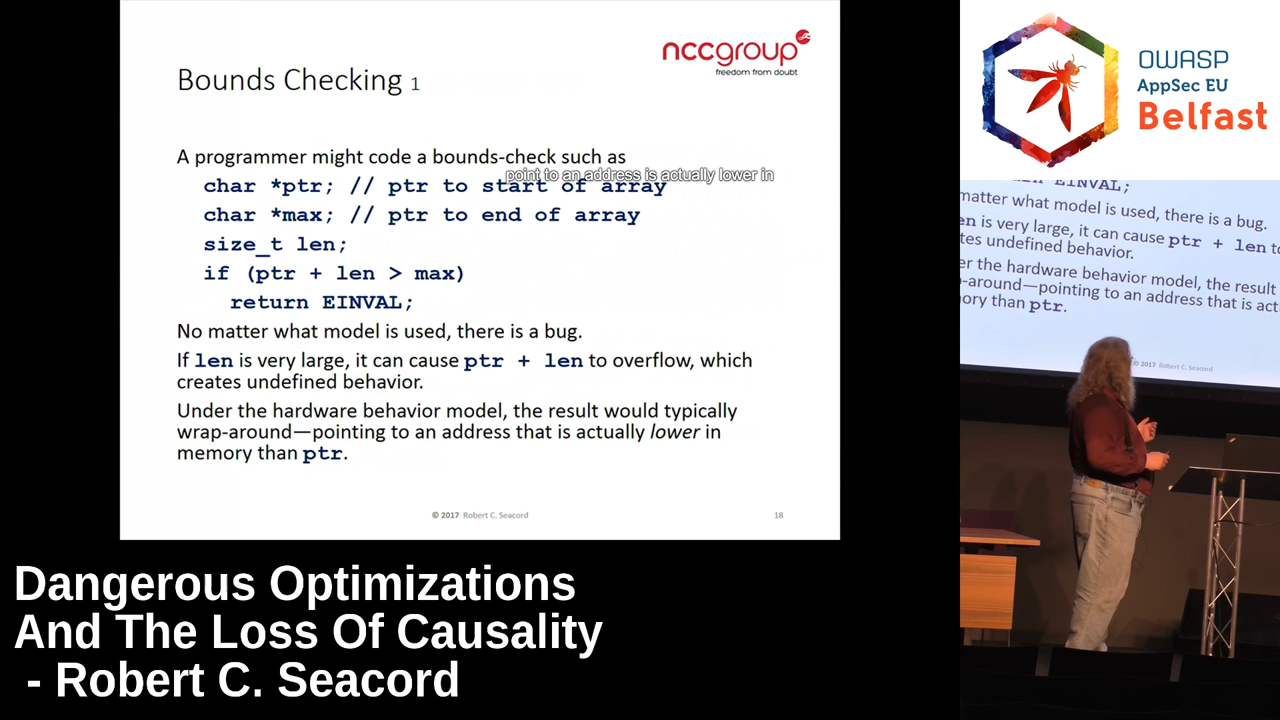 nccgroup
freedom from doubt
Bounds Checking 1
A programmer might code a bounds-check such as
point to an address is actually lower in
char *ptr; // ptr to start of array
char *max; // ptr to end of array
size_t len;
if (ptr + len > max)
return EINVAL;
No matter what model is used, there is a bug.
If len is very large, it can cause ptr + len to overflow, which
creates undefined behavior.
Under the hardware behavior model, the result would typically
wrap-around—pointing to an address that is actually lower in
memory than ptr.
© 2017 Robert C. Seacord
18
OWASP
AppSec EU
Belfast
EINVAL;
matter what model is used, there is a bug.
en is very large, it can cause ptr + len to
tes undefined behavior.
er the hardware behavior model, the result
p-around—pointing to an address that is act
mory than ptr.
© 2017 Robert C. Seacord
Dangerous Optimizations
And The Loss Of Causality
- Robert C. Seacord